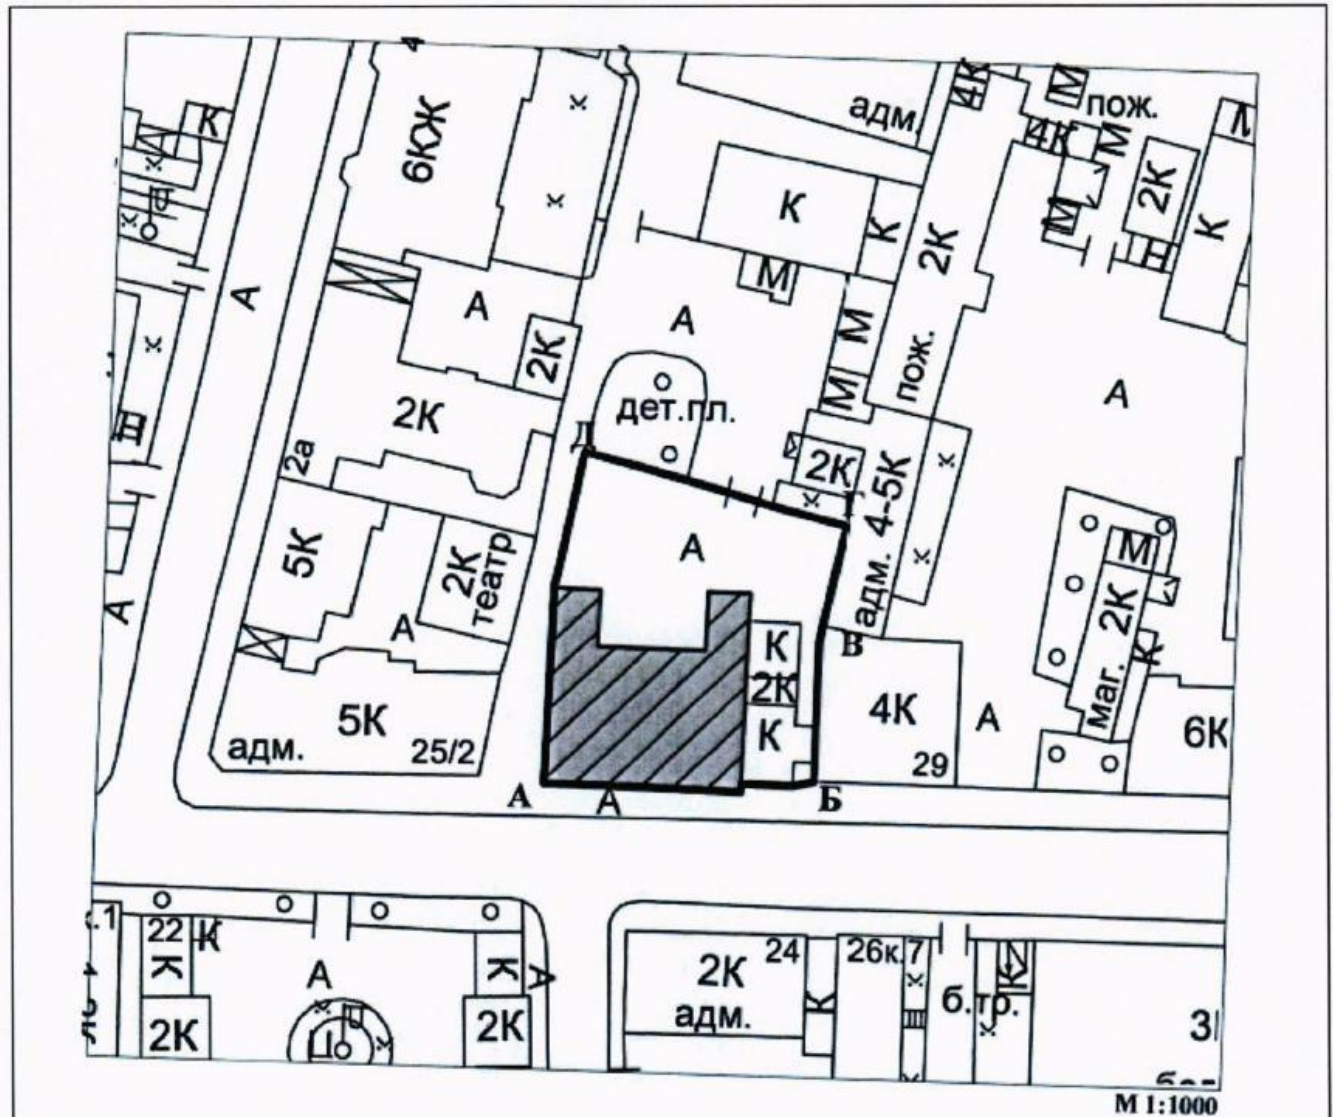 4
К
6КЖ
адм.
4К
М
пож.
4К
М
2К
К
К
К
2К
М
М
А
А
2К
А
М
М
пож.
А
дет.пл.
2К
2а
2К
4-5К
адм.
Д
А
5К
2К
театр
А
А
М
2К
маг.
К
В
К
2К
К
4К
29
А
6К
5К
адм.
25/2
А
А
Б
22
К
К
А
2К
К
А
2К
24
2К
адм.
К
26к.7
б.тр.
К
М 1:1000